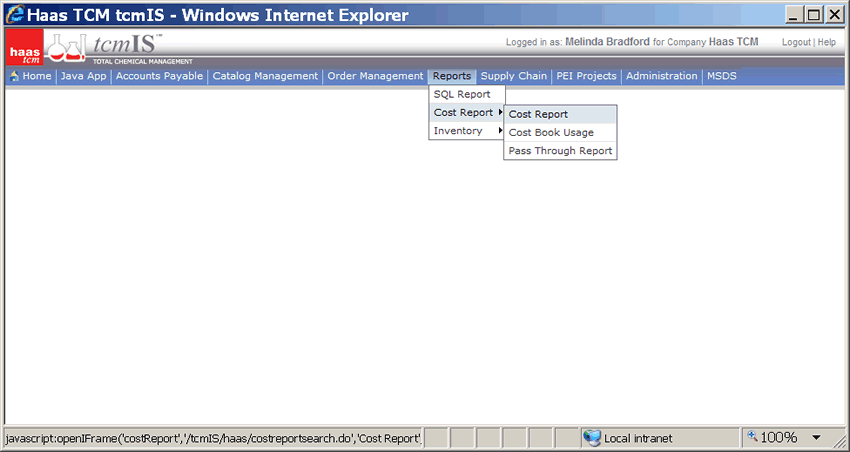 Haas TCM tcmIS - Windows Internet Explorer
haas
tcm
tcmIS™
TOTAL CHEMICAL MANAGEMENT
Logged in as: Melinda Bradford for Company Haas TCM
Logout | Help
Home | Java App | Accounts Payable | Catalog Management | Order Management | Reports | Supply Chain | PEI Projects | Administration | MSDS
SQL Report
Cost Report
Inventory
Cost Report
Cost Book Usage
Pass Through Report
javascript:openIFrame('costReport','/tcmIS/haas/costreportsearch.do','Cost Report',
Local intranet
100%